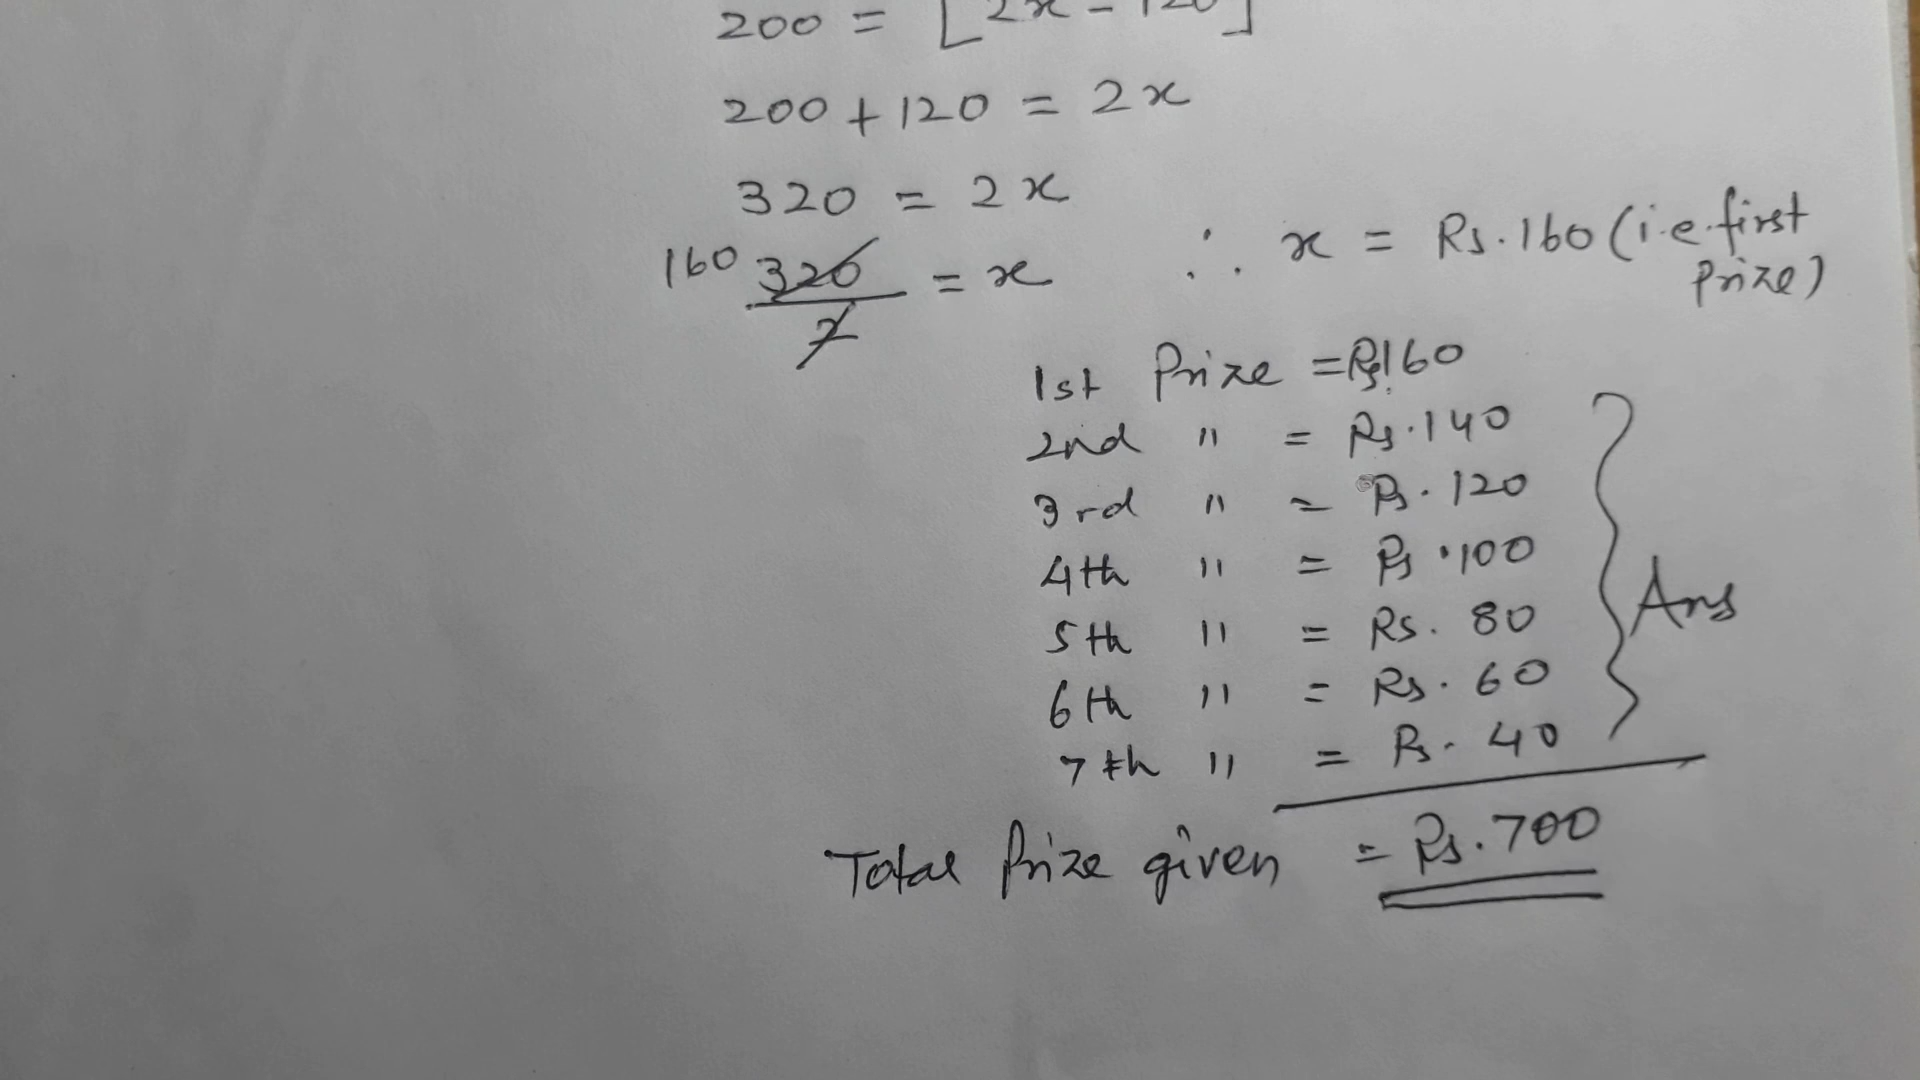 200 = [2x - 120]
200 + 120 = 2x
320 = 2x
160 320/2 = x ∴ x = Rs. 160 (i.e. first Prize)
1st Prize = Rs 160
2nd " = Rs. 140
3rd " = Rs. 120
4th " = Rs. 100
5th " = Rs. 80
6th " = Rs. 60
7th " = Rs. 40
Ans
Total Prize given = Rs. 700